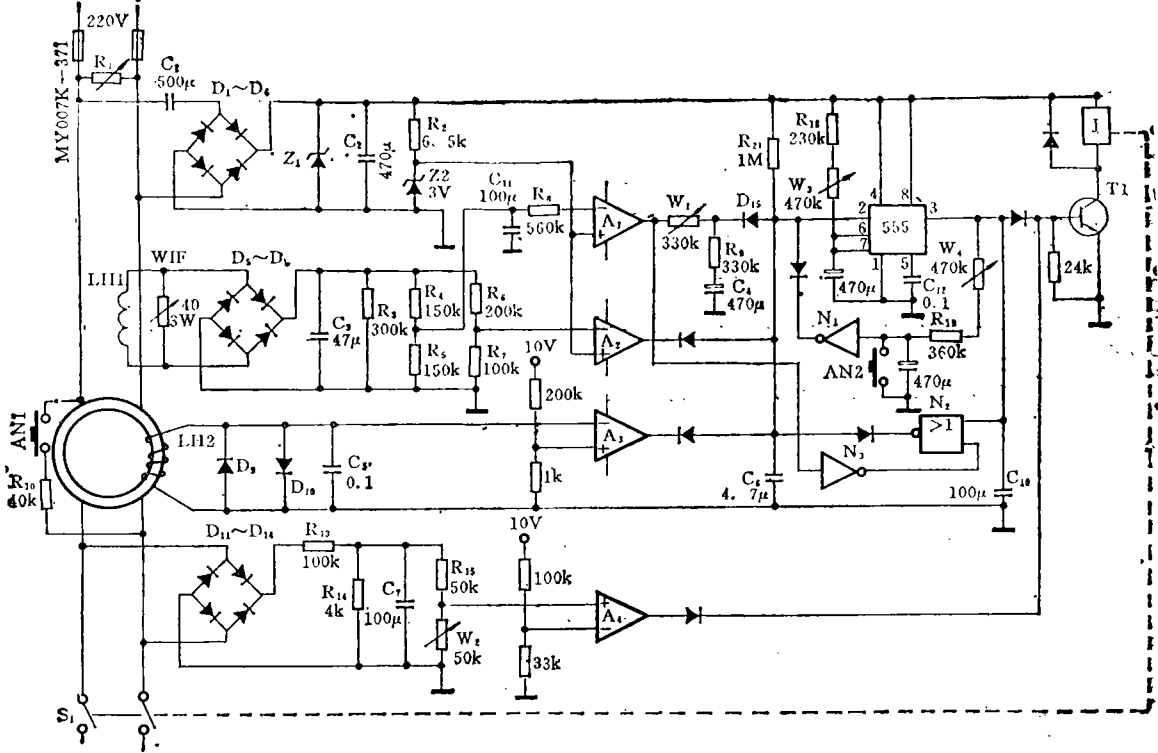 220V
MY007K-371
R₁
C₈
500μ
D₁~D₆
Z₁
C₂
470μ
R₂
6.5k
Z2
3V
C₁₁
100μ
R₈
560k
A₁
W₁
330k
D₁₅
R₉
330k
C₄
470μ
R₂₁
1M
R₁₈
230k
W₃
470k
4
8
2
6
7
555
3
1
5
470μ
C₁₂
0.1
W₄
470k
24k
J
T1
LH1
WIF
40
3W
D₅~D₆
C₃
47μ
R₃
300k
R₄
150k
R₅
150k
R₆
200k
R₇
100k
A₂
N₁
R₁₉
360k
AN2
470μ
N₂
>1
N₃
10V
200k
1k
A₃
C₆
4.7μ
C₁₀
100μ
AN1
R₁₀
40k
LH2
D₉
D₁₀
C₅
0.1
D₁₁~D₁₄
R₁₃
100k
R₁₄
4k
C₇
100μ
R₁₅
50k
W₂
50k
10V
100k
33k
A₄
S₁